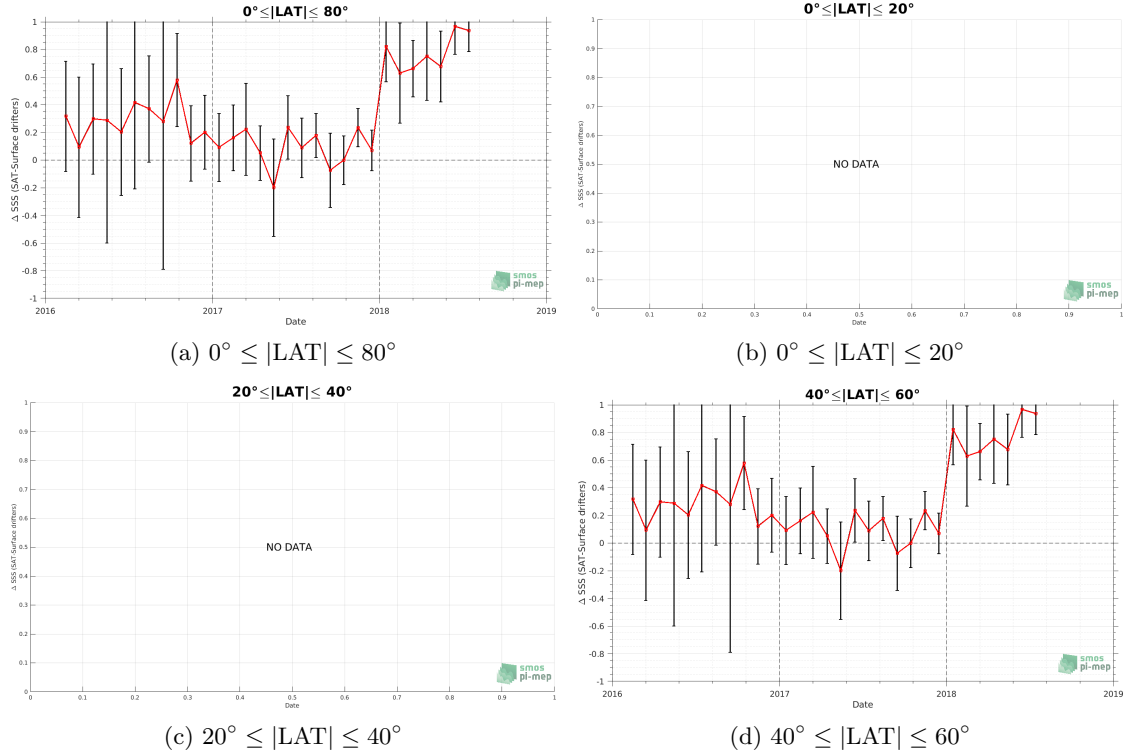 0°≤|LAT|≤ 80°
1
0.8
0.6
0.4
0.2
0
-0.2
-0.4
-0.6
-0.8
-1
Δ SSS (SAT-Surface drifters)
2016
2017
2018
2019
Date
smos
pi-mep
(a) 0° ≤ |LAT| ≤ 80°
0°≤|LAT|≤ 20°
1
0.9
0.8
0.7
0.6
0.5
0.4
0.3
0.2
0.1
0
Δ SSS (SAT-Surface drifters)
NO DATA
0
0.1
0.2
0.3
0.4
0.5
0.6
0.7
0.8
0.9
1
Date
smos
pi-mep
(b) 0° ≤ |LAT| ≤ 20°
20°≤|LAT|≤ 40°
1
0.9
0.8
0.7
0.6
0.5
0.4
0.3
0.2
0.1
0
Δ SSS (SAT-Surface drifters)
NO DATA
0
0.1
0.2
0.3
0.4
0.5
0.6
0.7
0.8
0.9
1
Date
smos
pi-mep
(c) 20° ≤ |LAT| ≤ 40°
40°≤|LAT|≤ 60°
1
0.8
0.6
0.4
0.2
0
-0.2
-0.4
-0.6
-0.8
-1
Δ SSS (SAT-Surface drifters)
2016
2017
2018
2019
Date
smos
pi-mep
(d) 40° ≤ |LAT| ≤ 60°